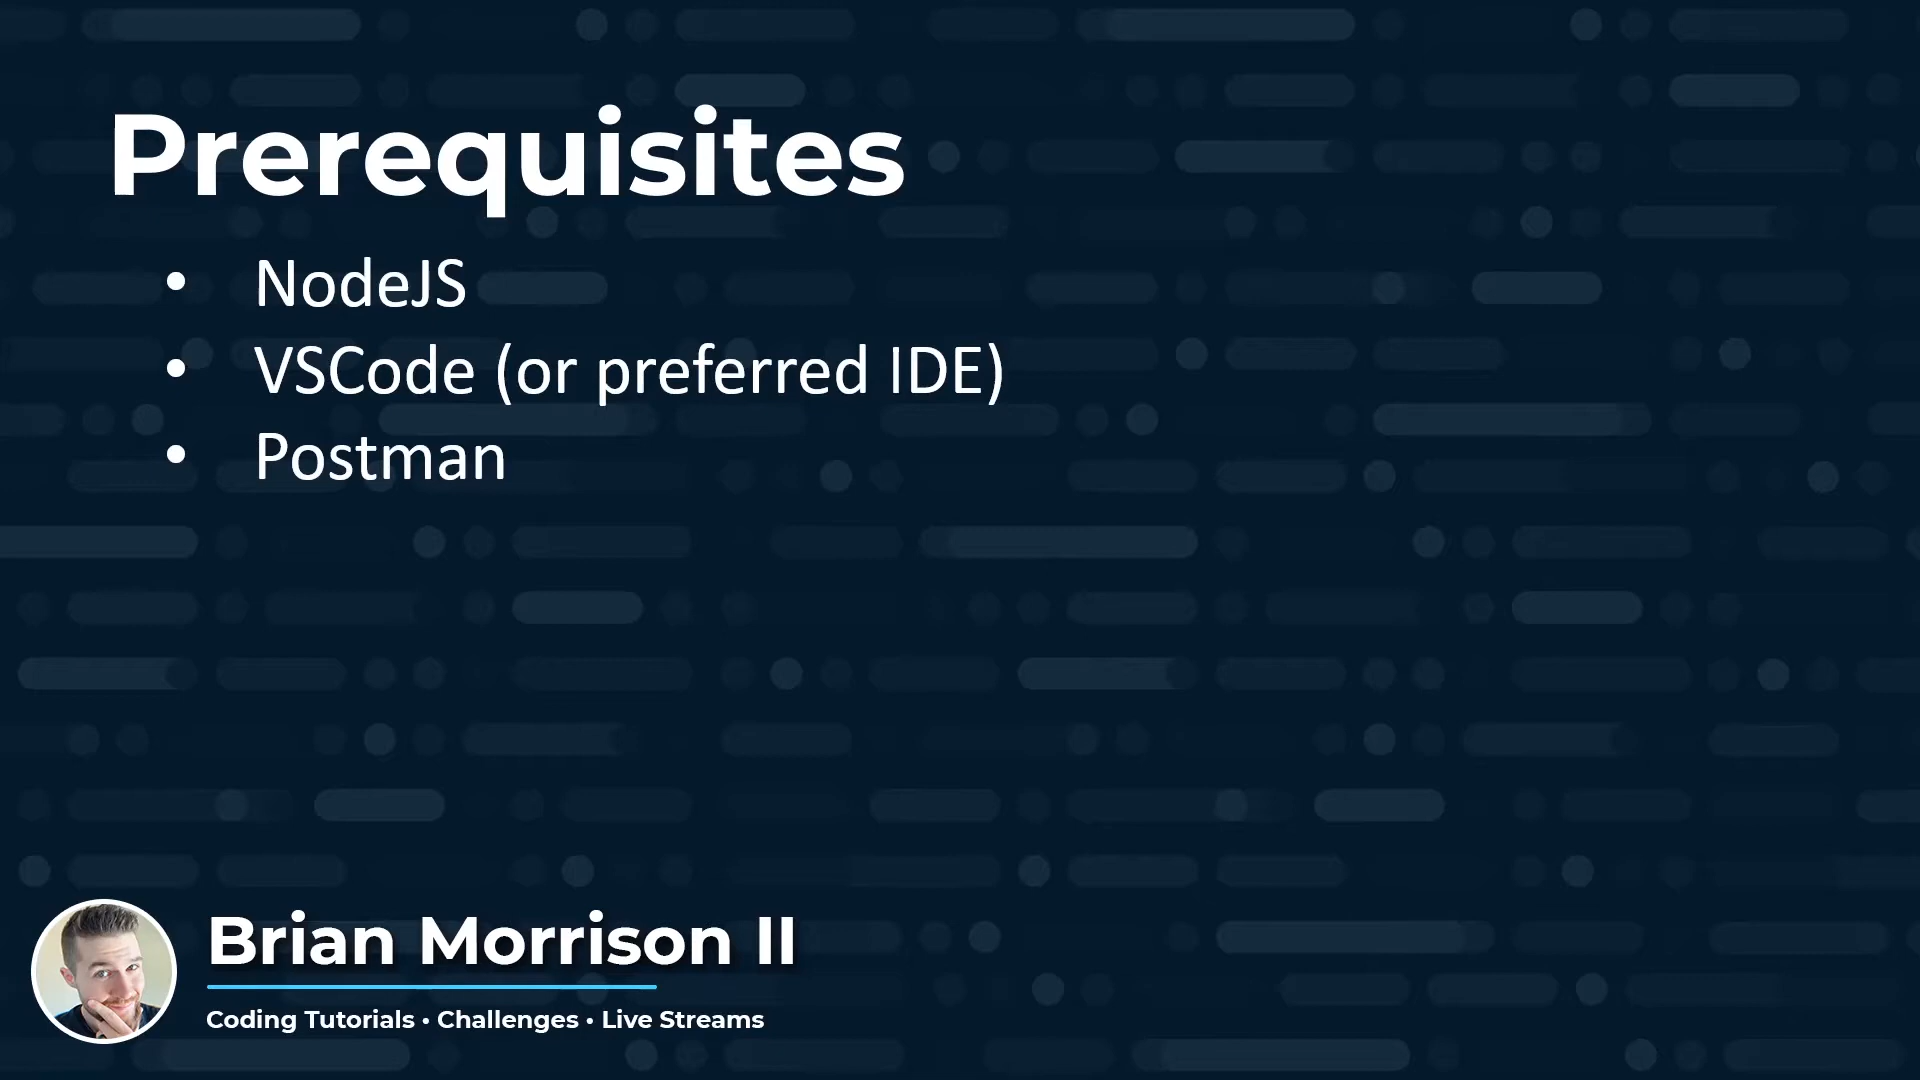 Prerequisites
• NodeJS
• VSCode (or preferred IDE)
• Postman
Brian Morrison II
Coding Tutorials • Challenges • Live Streams